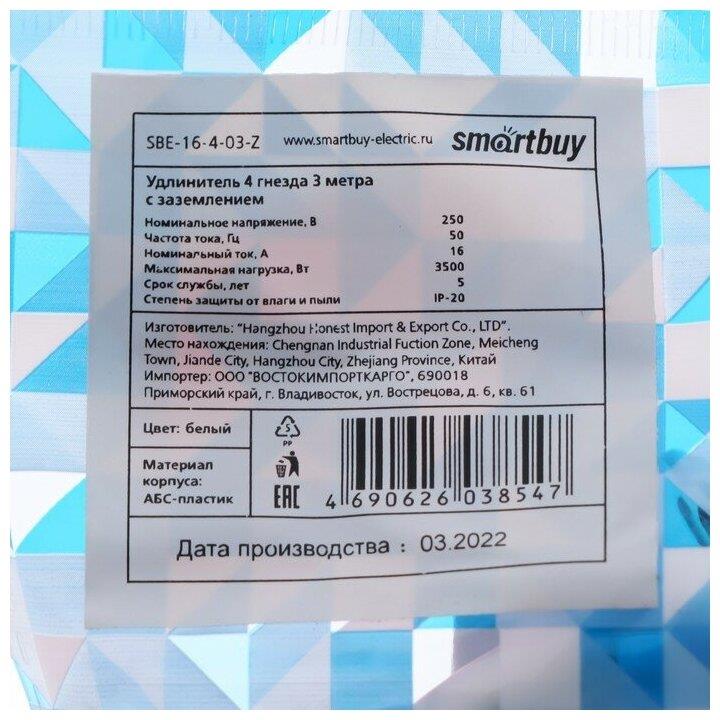 SBE-16-4-03-Z www.smartbuy-electric.ru smartbuy
Удлинитель 4 гнезда 3 метра
с заземлением
Номинальное напряжение, В 250
Частота тока, Гц 50
Номинальный ток, А 16
Максимальная нагрузка, Вт 3500
Срок службы, лет 5
Степень защиты от влаги и пыли IP-20
Изготовитель: "Hangzhou Honest Import & Export Co., LTD".
Место нахождения: Chengnan Industrial Fuction Zone, Meicheng
Town, Jiande City, Hangzhou City, Zhejiang Province, Китай
Импортер: ООО "ВОСТОКИМПОРТКАРГО", 690018
Приморский край, г. Владивосток, ул. Вострецова, д. 6, кв. 61
Цвет: белый
Материал
корпуса:
АБС-пластик
5
PP
EAC
4 690626 038547
Дата производства : 03.2022